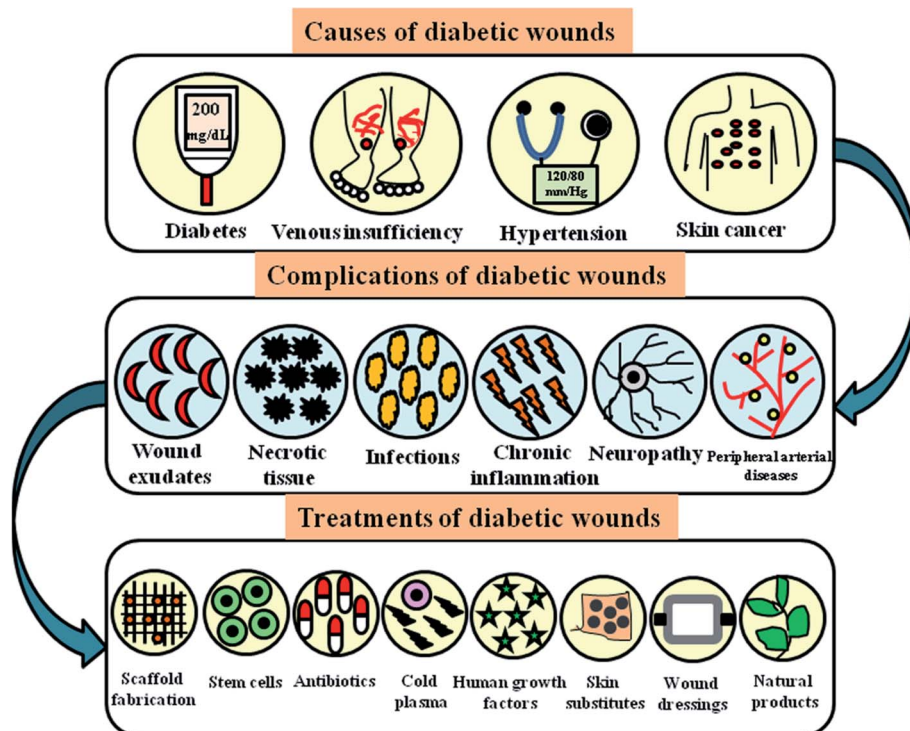 Causes of diabetic wounds
200
mg/dL
120/80
mm/Hg
Diabetes
Venous insufficiency
Hypertension
Skin cancer
Complications of diabetic wounds
Wound
exudates
Necrotic
tissue
Infections
Chronic
inflammation
Neuropathy
Peripheral arterial
diseases
Treatments of diabetic wounds
Scaffold
fabrication
Stem cells
Antibiotics
Cold
plasma
Human growth
factors
Skin
substitutes
Wound
dressings
Natural
products